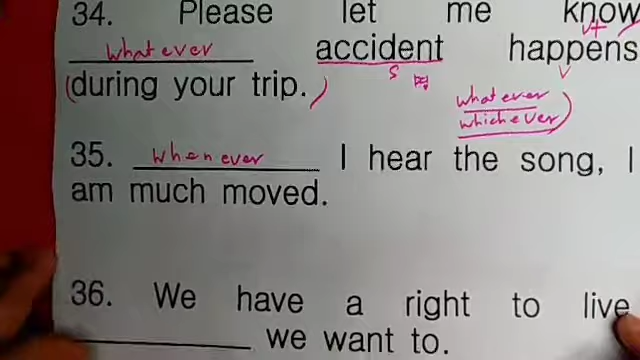 34. Please let me know
v+
whatever accident happens
s
v
(during your trip.)
whatever
whichever)
35. whenever I hear the song, I
am much moved.
36. We have a right to live
we want to.